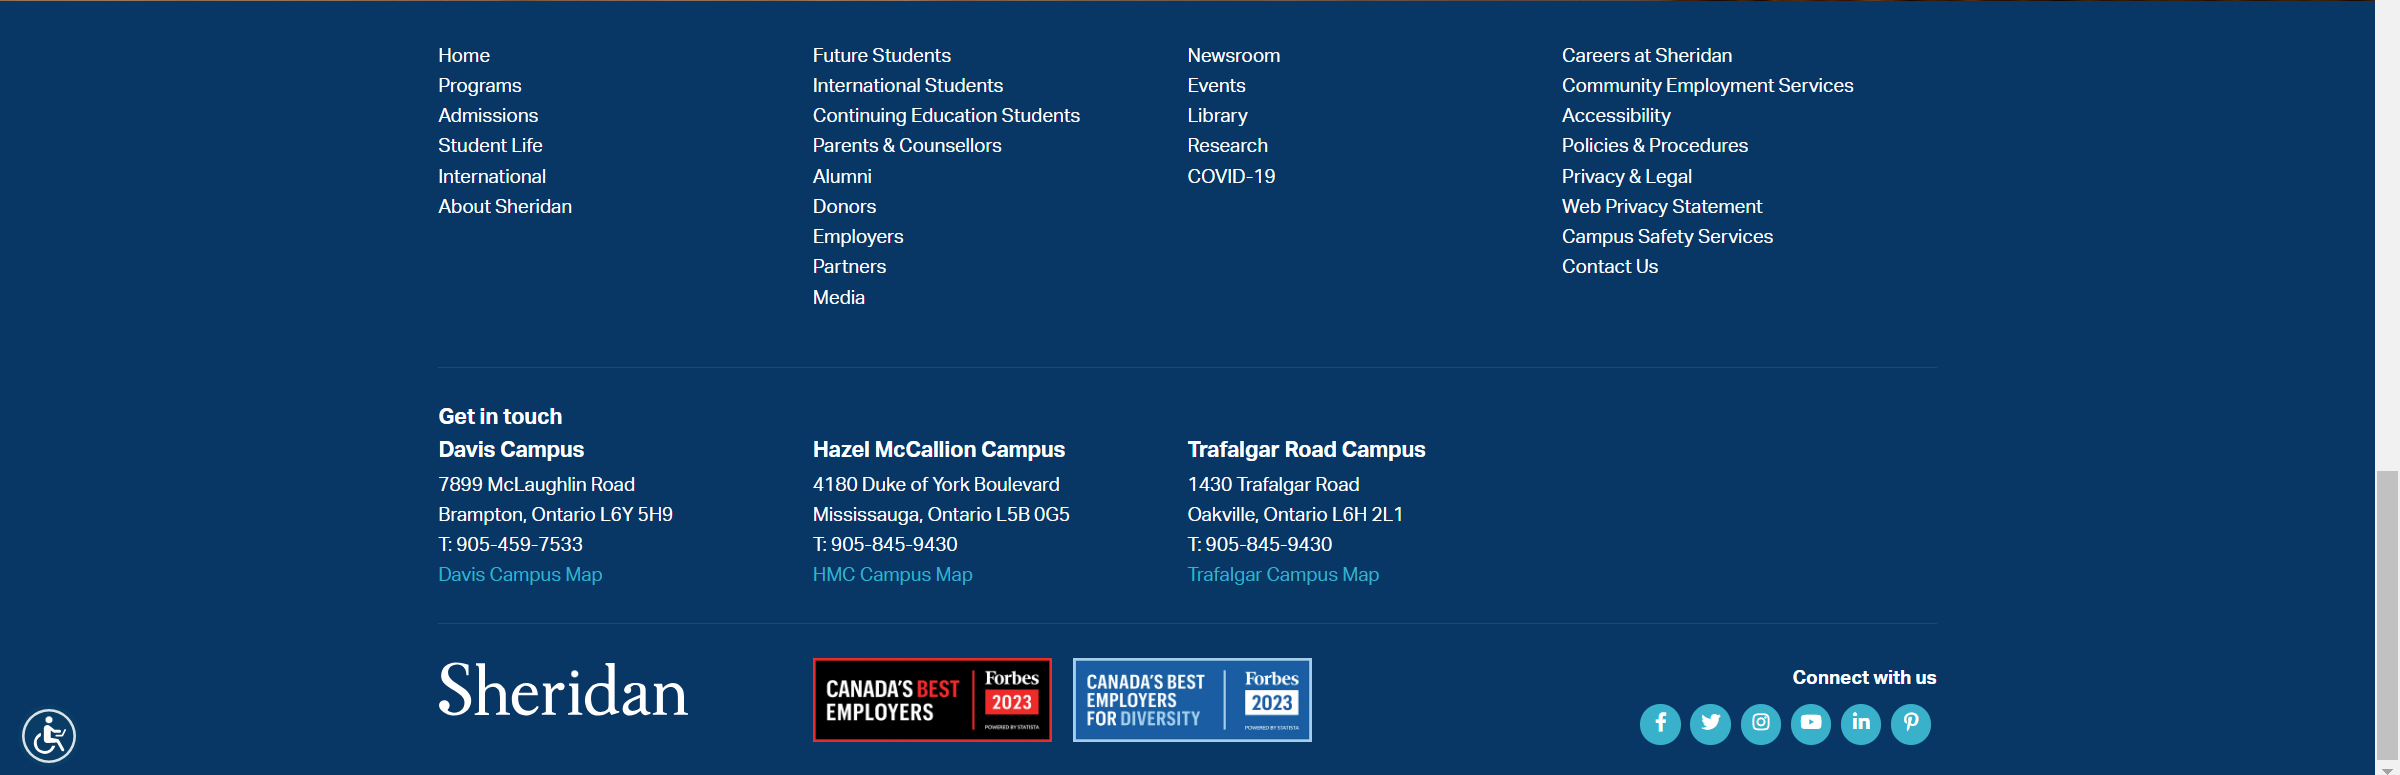 Home
Programs
Admissions
Student Life
International
About Sheridan
Future Students
International Students
Continuing Education Students
Parents & Counsellors
Alumni
Donors
Employers
Partners
Media
Newsroom
Events
Library
Research
COVID-19
Careers at Sheridan
Community Employment Services
Accessibility
Policies & Procedures
Privacy & Legal
Web Privacy Statement
Campus Safety Services
Contact Us
Get in touch
Davis Campus
7899 McLaughlin Road
Brampton, Ontario L6Y 5H9
T: 905-459-7533
Davis Campus Map
Hazel McCallion Campus
4180 Duke of York Boulevard
Mississauga, Ontario L5B 0G5
T: 905-845-9430
HMC Campus Map
Trafalgar Road Campus
1430 Trafalgar Road
Oakville, Ontario L6H 2L1
T: 905-845-9430
Trafalgar Campus Map
Sheridan
CANADA'S BEST
EMPLOYERS
Forbes
2023
POWERED BY STATISTA
CANADA'S BEST
EMPLOYERS
FOR DIVERSITY
Forbes
2023
POWERED BY STATISTA
Connect with us